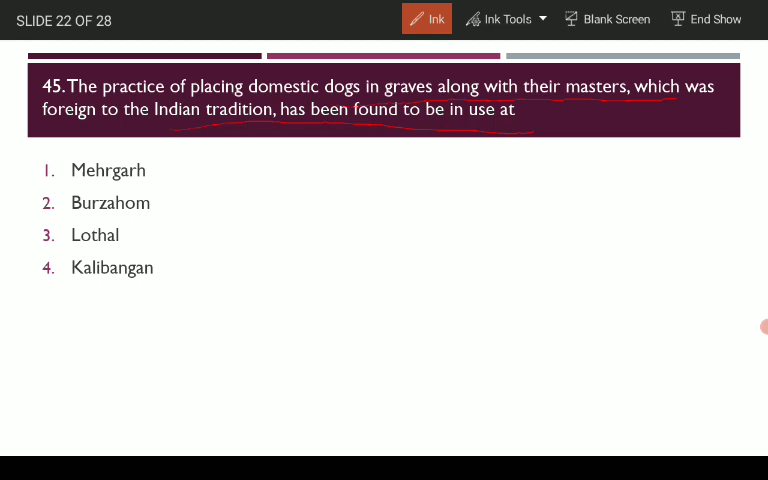 SLIDE 22 OF 28 Ink Ink Tools Blank Screen End Show
45. The practice of placing domestic dogs in graves along with their masters, which was
foreign to the Indian tradition, has been found to be in use at
1. Mehrgarh
2. Burzahom
3. Lothal
4. Kalibangan